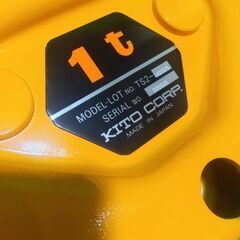 1t
MODEL-LOT NO. TS2-
SERIAL NO.
KITO CORP.
MADE IN JAPAN